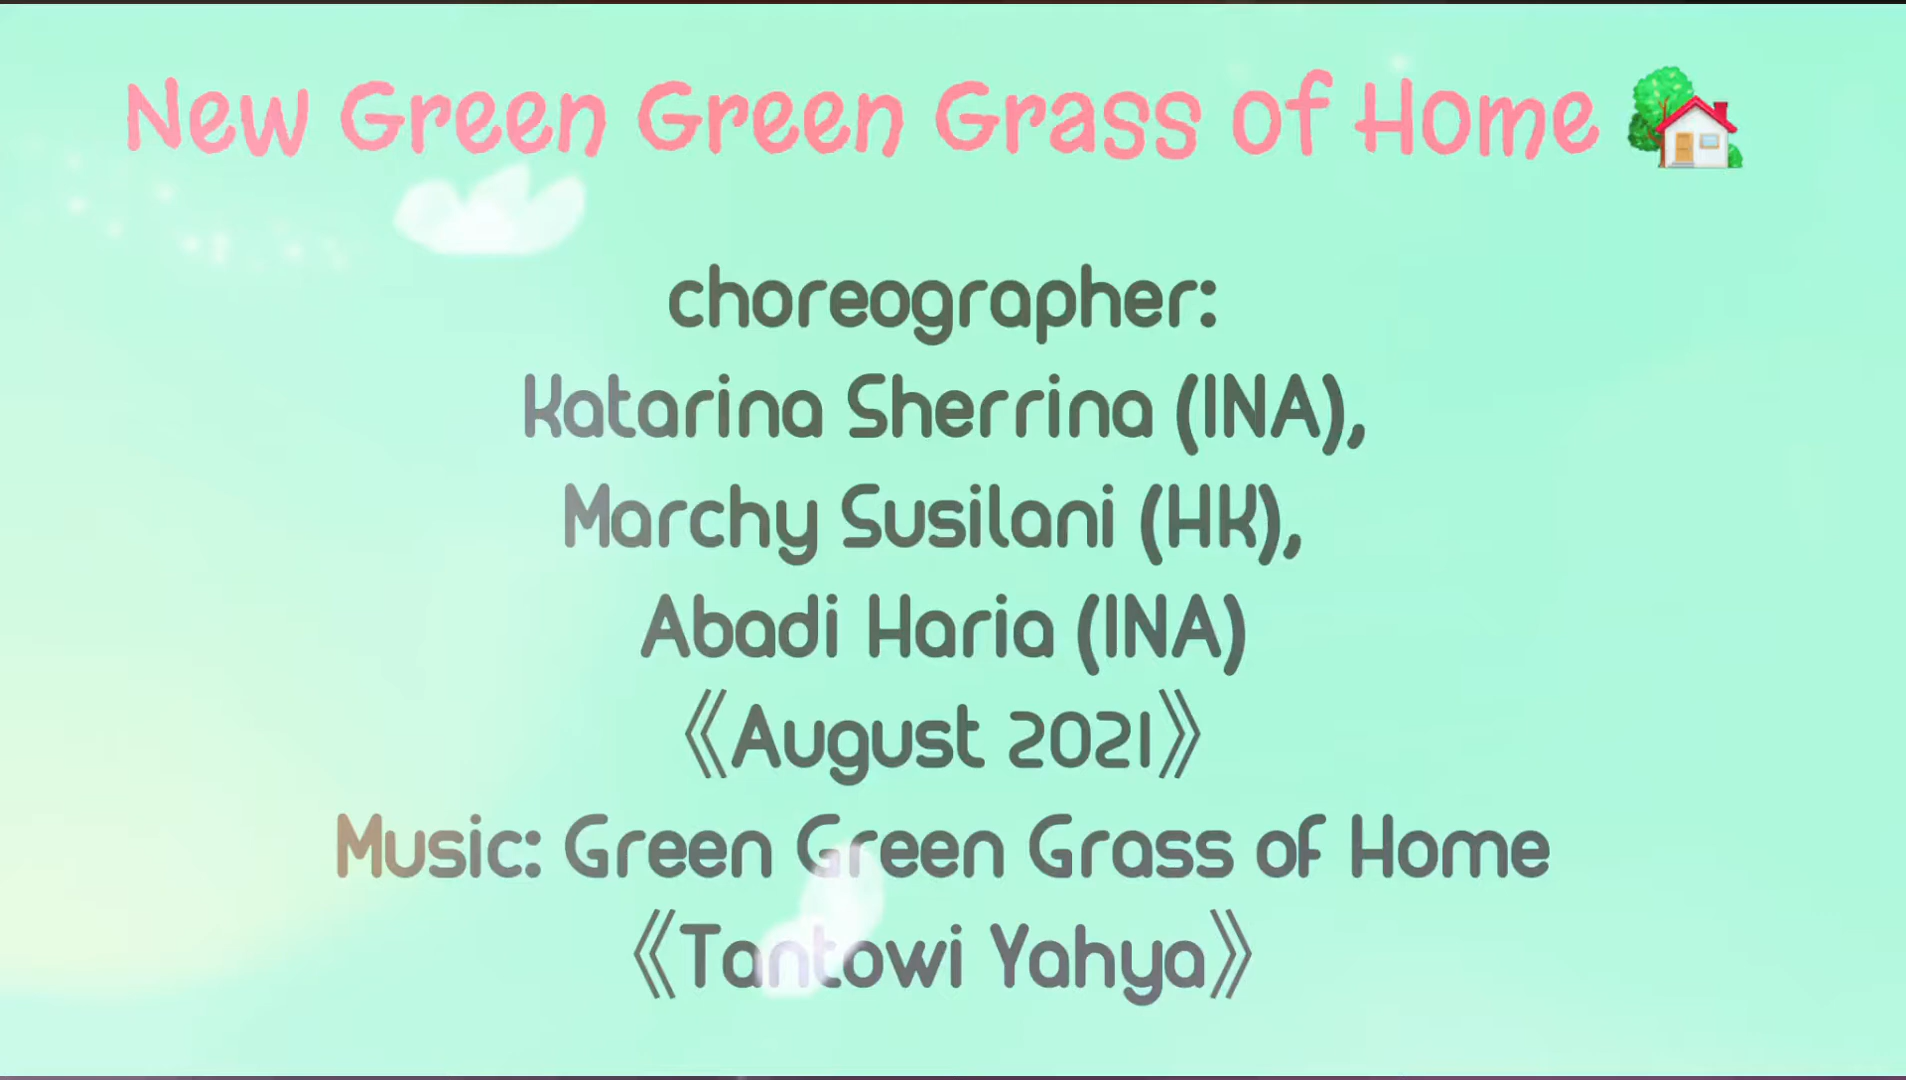 New Green Green Grass of Home 🏡
choreographer:
Katarina Sherrina (INA),
Marchy Susilani (HK),
Abadi Haria (INA)
《August 2021》
Music: Green Green Grass of Home
《Tantowi Yahya》